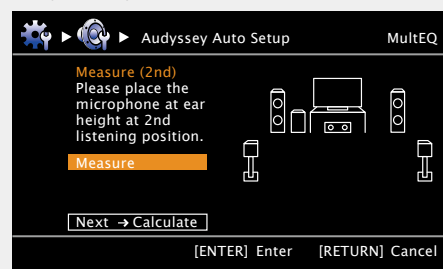 Audyssey Auto Setup MultEQ
Measure (2nd)
Please place the
microphone at ear
height at 2nd
listening position.
Measure
Next → Calculate
[ENTER] Enter [RETURN] Cancel